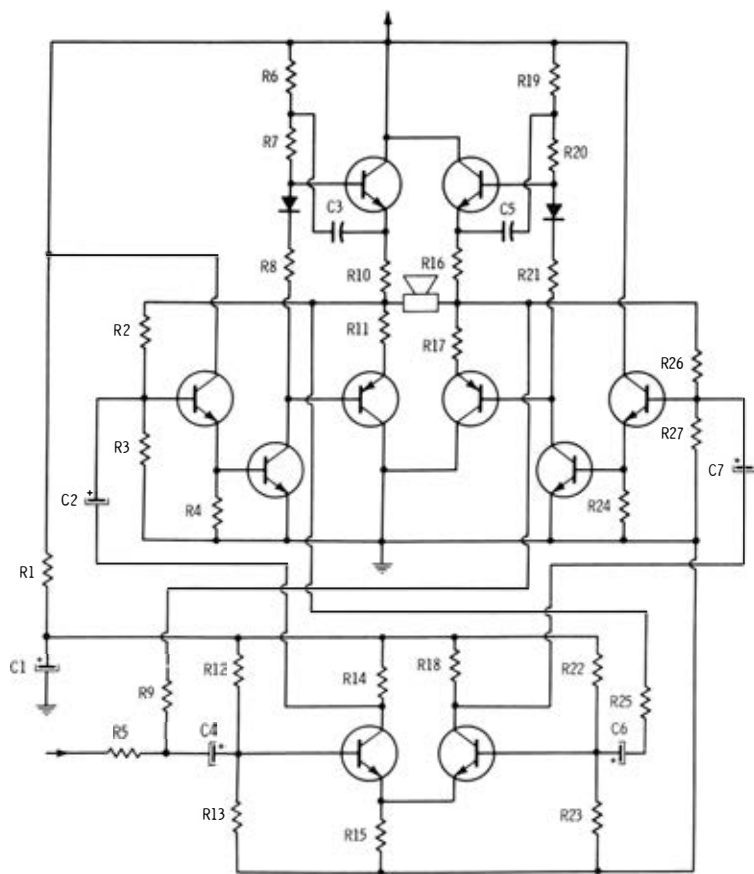 R6
R19
R7
R20
C3
C5
R8
R10
R16
R21
R2
R11
R17
R26
R3
R27
C2
R4
R24
C7
R1
C1
R12
R14
R18
R22
R9
R25
R5
C4
C6
R13
R15
R23
+
+
+
+
+